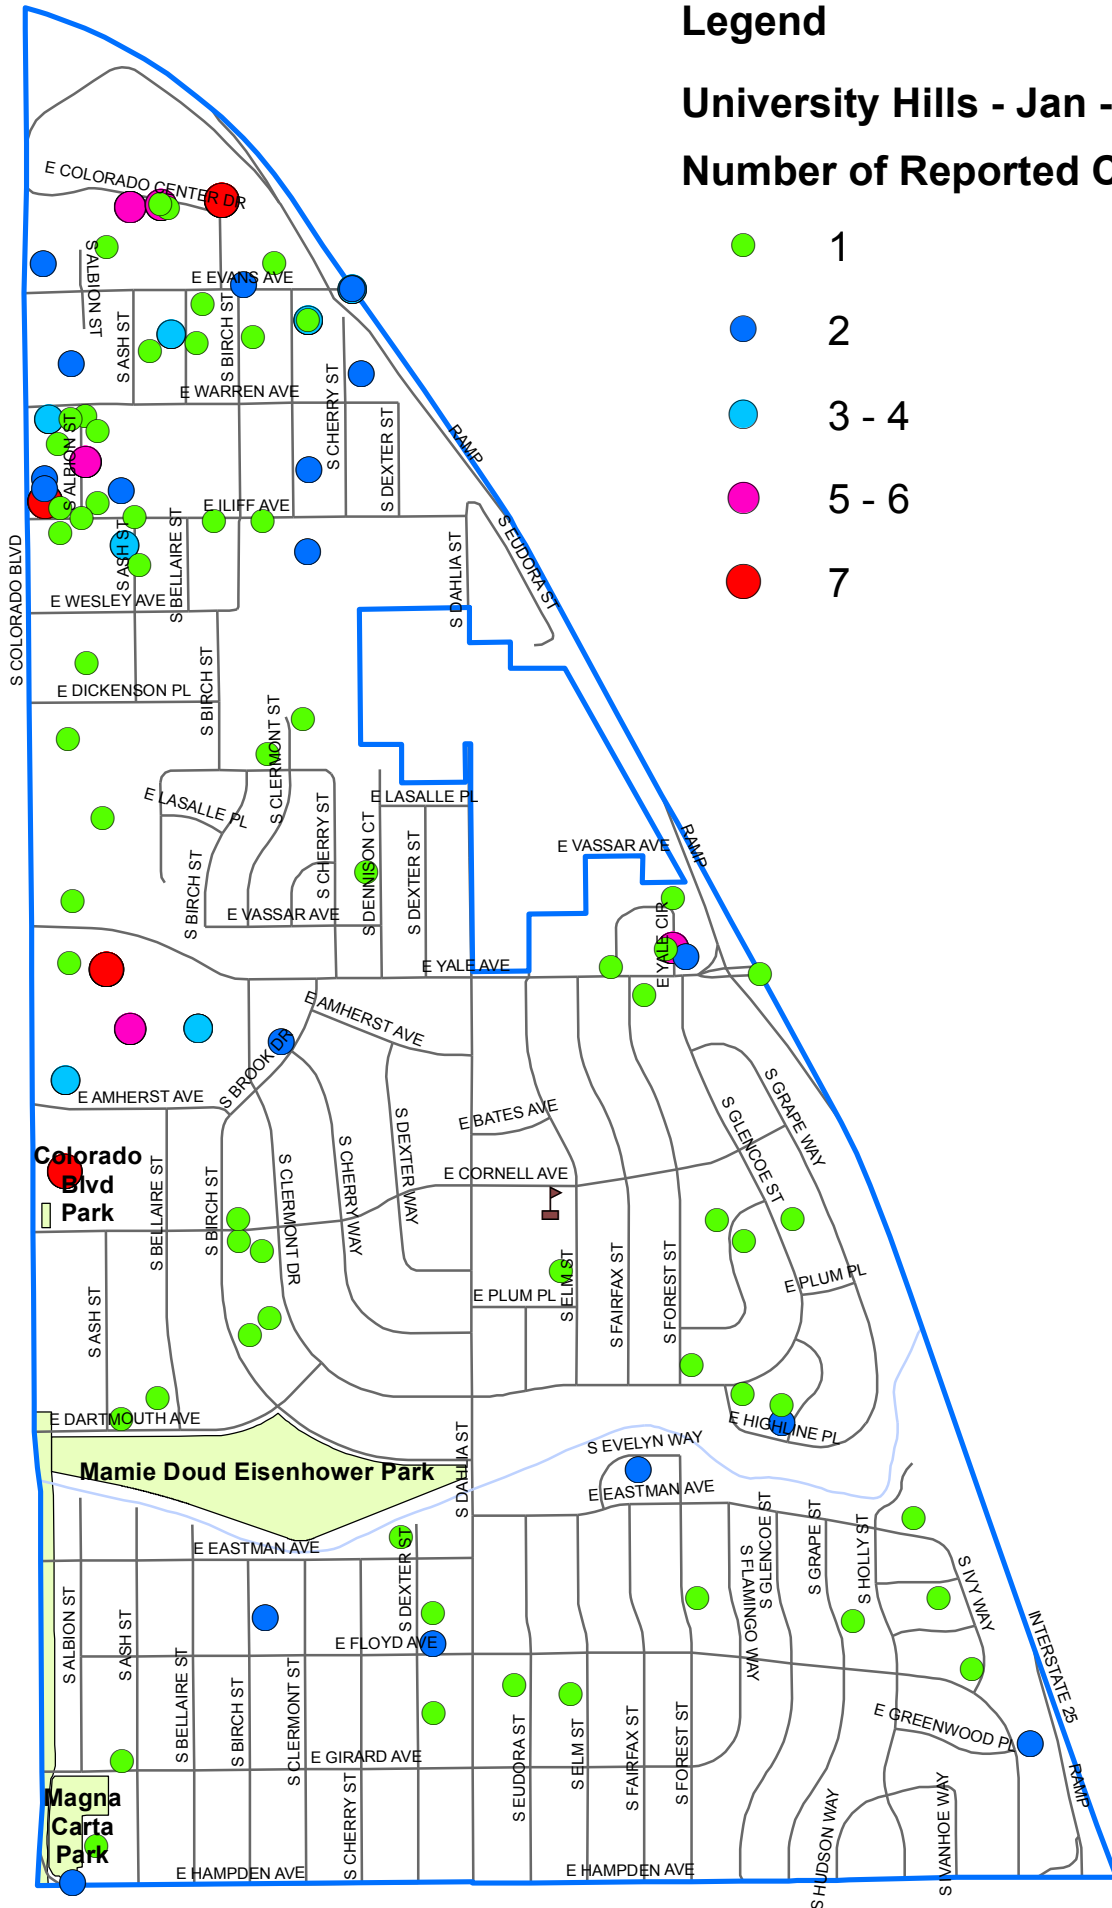 Legend
University Hills - Jan -
Number of Reported C
1
2
3 - 4
5 - 6
7
E COLORADO CENTER DR
S ALBION ST
E EVANS AVE
S ASH ST
S BIRCH ST
E WARREN AVE
S CHERRY ST
S DEXTER ST
RAMP
S ALBION ST
E ILIFF AVE
S ASH ST
S BELLAIRE ST
S EUDORA ST
S DAHLIA ST
S COLORADO BLVD
E WESLEY AVE
E DICKENSON PL
S BIRCH ST
S CLERMONT ST
E LASALLE PL
E LASALLE PL
S CHERRY ST
S DENNISON CT
S DEXTER ST
S BIRCH ST
E VASSAR AVE
E VASSAR AVE
RAMP
E YALE CIR
E YALE AVE
E AMHERST AVE
S BROOK DR
E AMHERST AVE
E BATES AVE
S GRAPE WAY
S GLENCOE ST
Colorado
Blvd
Park
E CORNELL AVE
S BELLAIRE ST
S BIRCH ST
S CLERMONT DR
S CHERRY WAY
S DEXTER WAY
S ASH ST
E PLUM PL
S ELM ST
S FAIRFAX ST
S FOREST ST
E PLUM PL
E DARTMOUTH AVE
E HIGHLINE PL
S EVELYN WAY
Mamie Doud Eisenhower Park
S DAHLIA ST
E EASTMAN AVE
E EASTMAN AVE
S DEXTER ST
S FLAMINGO WAY
S GLENCOE ST
S GRAPE ST
S HOLLY ST
S IVY WAY
S ALBION ST
S ASH ST
E FLOYD AVE
S BELLAIRE ST
S BIRCH ST
S CLERMONT ST
INTERSTATE 25
E GREENWOOD PL
E GIRARD AVE
S EUDORA ST
S ELM ST
S FAIRFAX ST
S FOREST ST
RAMP
Magna
Carta
Park
S CHERRY ST
E HAMPDEN AVE
E HAMPDEN AVE
S HUDSON WAY
S IVANHOE WAY